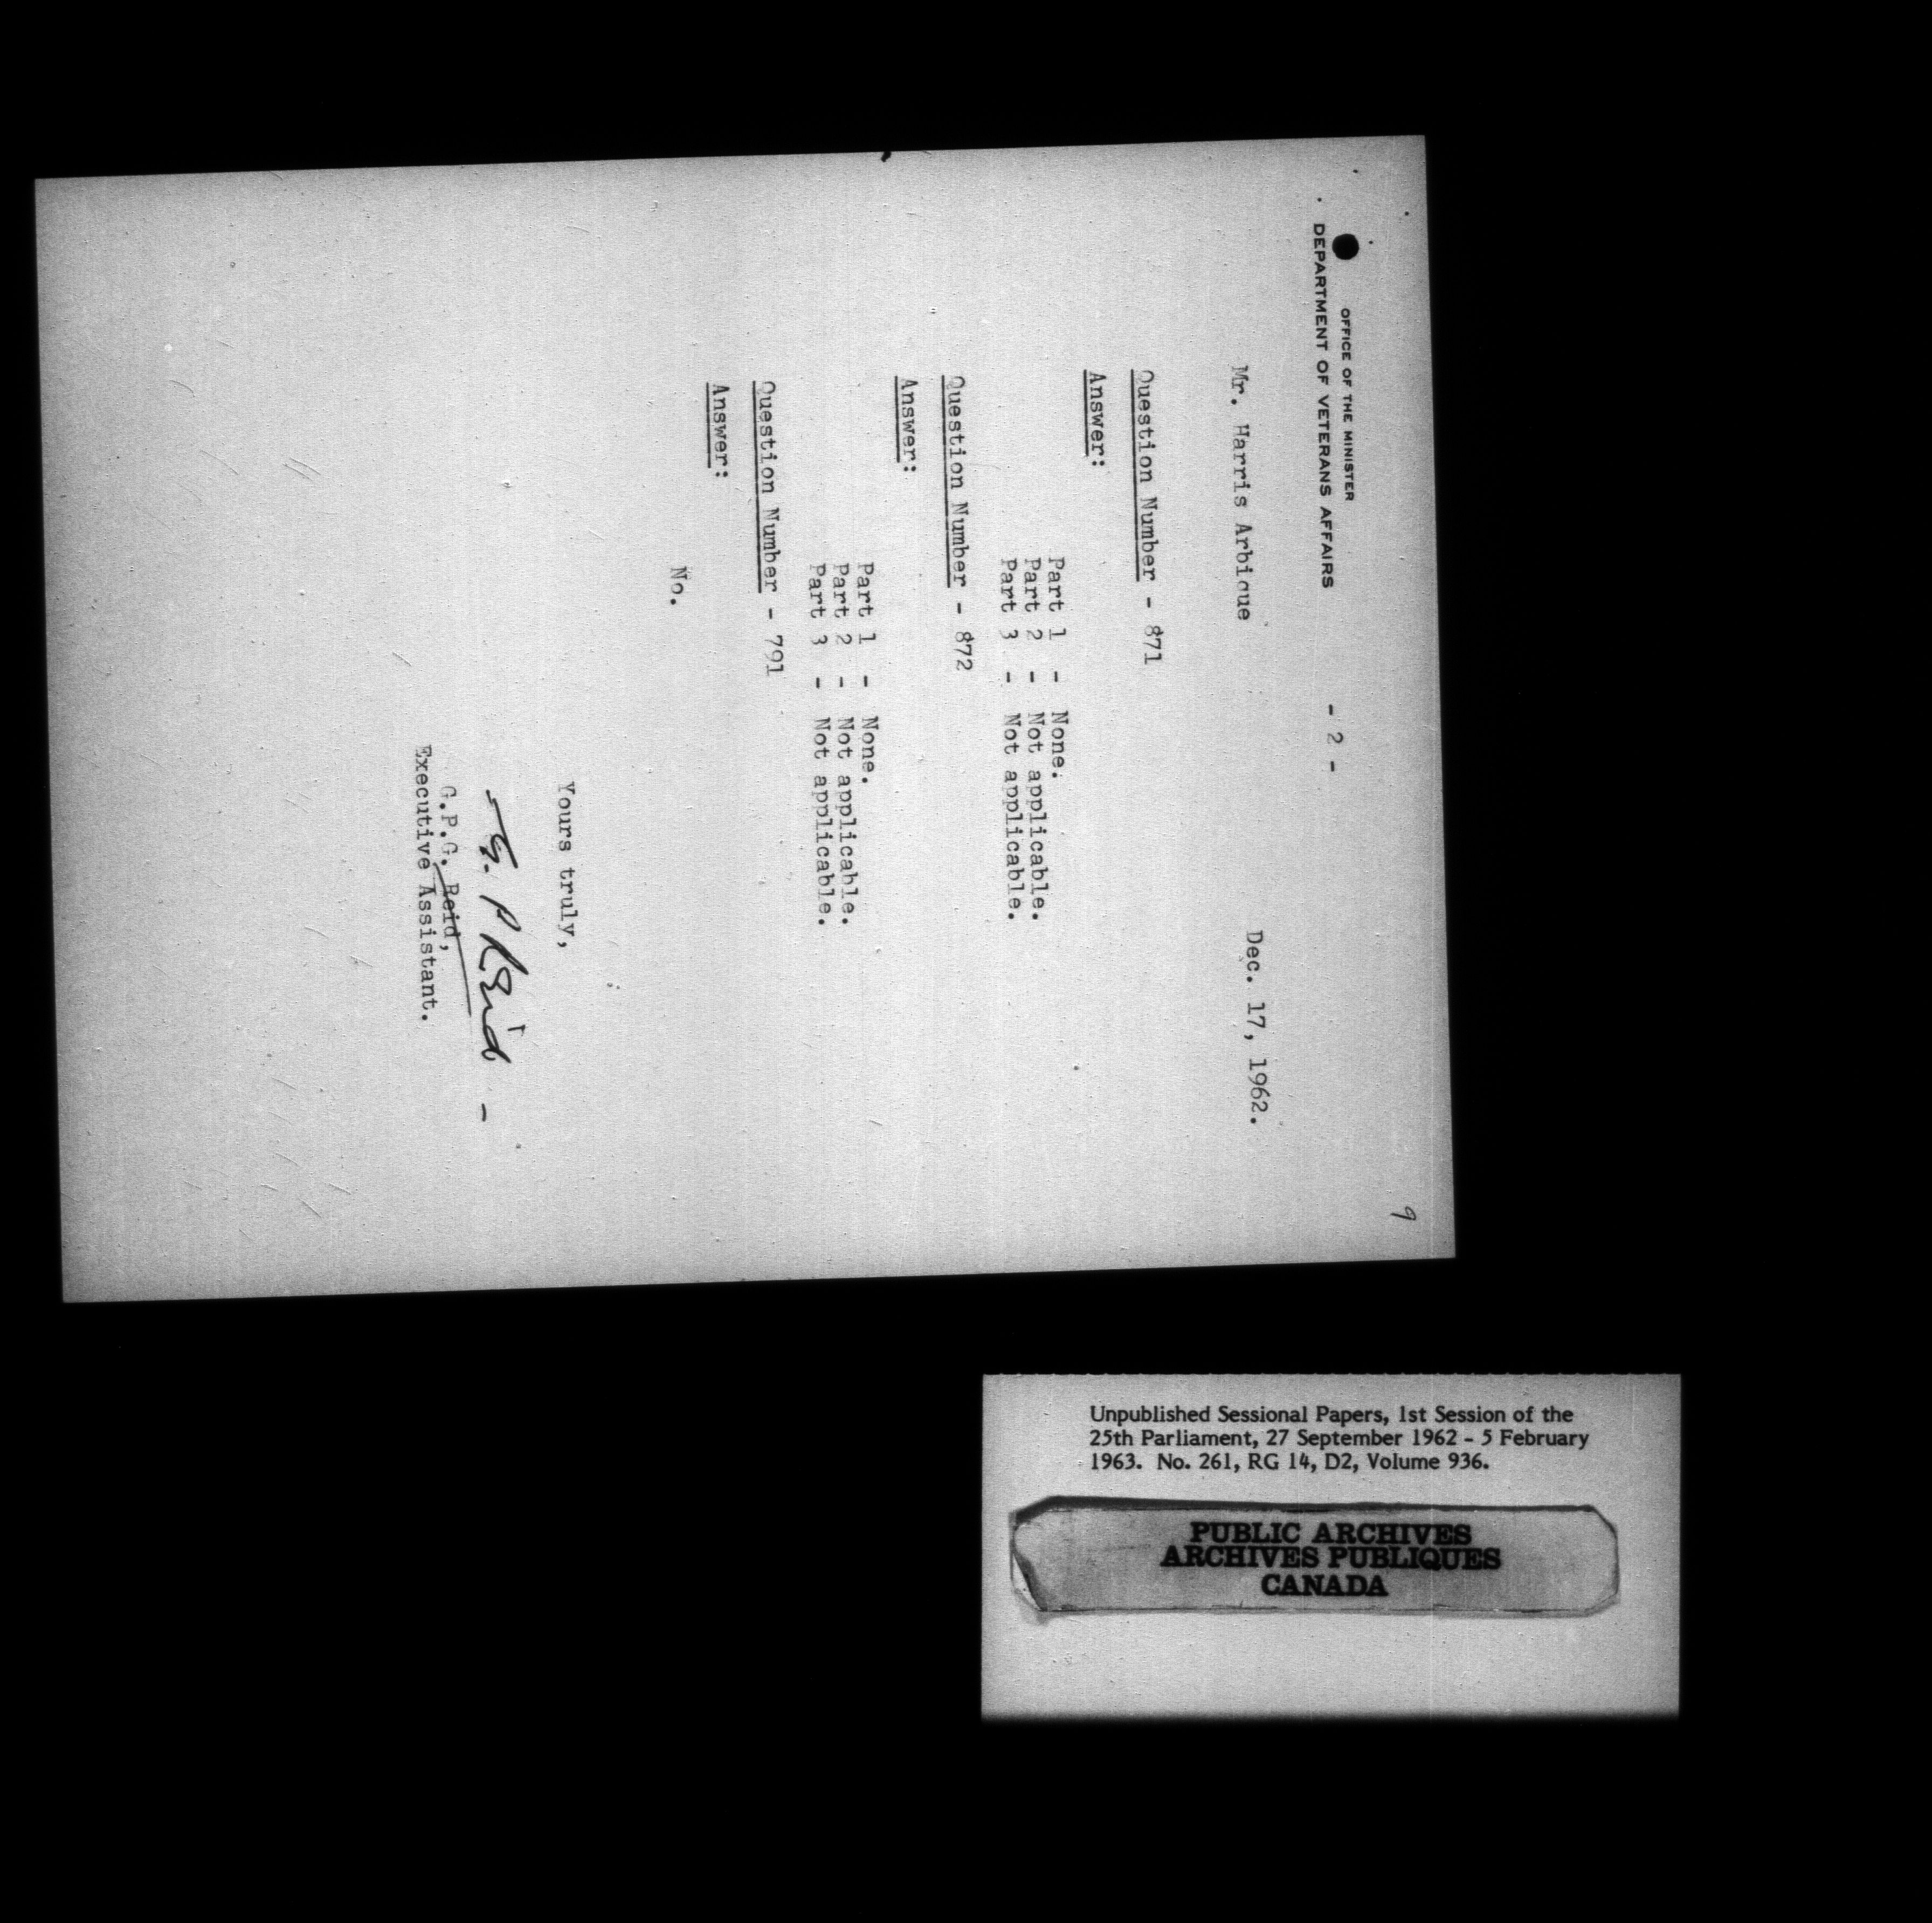 9
OFFICE OF THE MINISTER
DEPARTMENT OF VETERANS AFFAIRS - 2 -
Mr. Harris Arbique Dec. 17, 1962.
Question Number - 871
Answer:
Part 1 - None.
Part 2 - Not applicable.
Part 3 - Not applicable.
Question Number - 872
Answer:
Part 1 - None.
Part 2 - Not applicable.
Part 3 - Not applicable.
Question Number - 791
Answer:
No.
Yours truly,
G. P Reid -
G.P.G. Reid,
Executive Assistant.
Unpublished Sessional Papers, 1st Session of the
25th Parliament, 27 September 1962 - 5 February
1963. No. 261, RG 14, D2, Volume 936.
PUBLIC ARCHIVES
ARCHIVES PUBLIQUES
CANADA